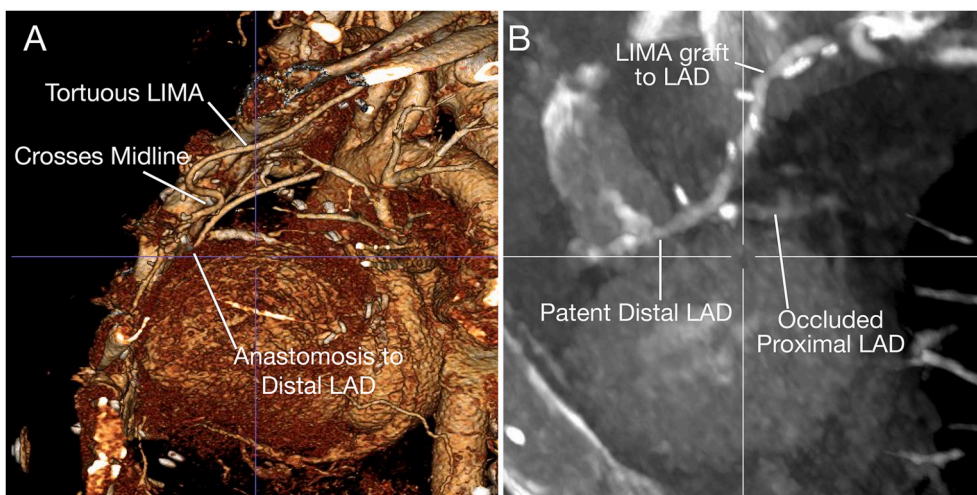 A
Tortuous LIMA
Crosses Midline
Anastomosis to
Distal LAD
B
LIMA graft
to LAD
Patent Distal LAD
Occluded
Proximal LAD